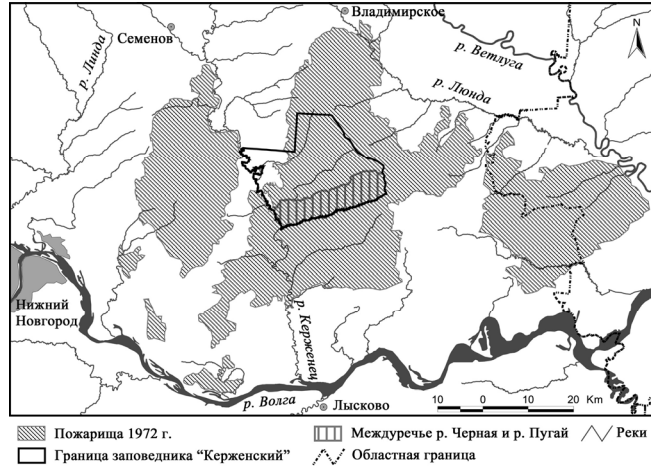 Владимирское
Семенов
N
р. Линда
р. Ветлуга
р. Люнда
Нижний
Новгород
р. Керженец
р. Волга
Лысково
10 0 10 20 Km
Пожарища 1972 г.
Междуречье р. Черная и р. Пугай
Реки
Граница заповедника “Керженский”
Областная граница